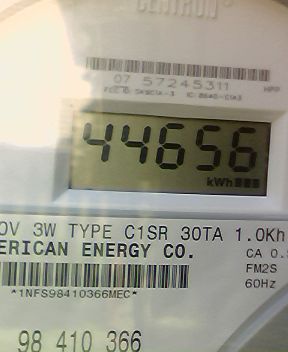 CENTRON
07 57245311
44656
kWh
0V 3W TYPE C1SR 30TA 1.0Kh
ERICAN ENERGY CO.
CA 0.
FM2S
*1NFS98410366MEC*
60Hz
98 410 366